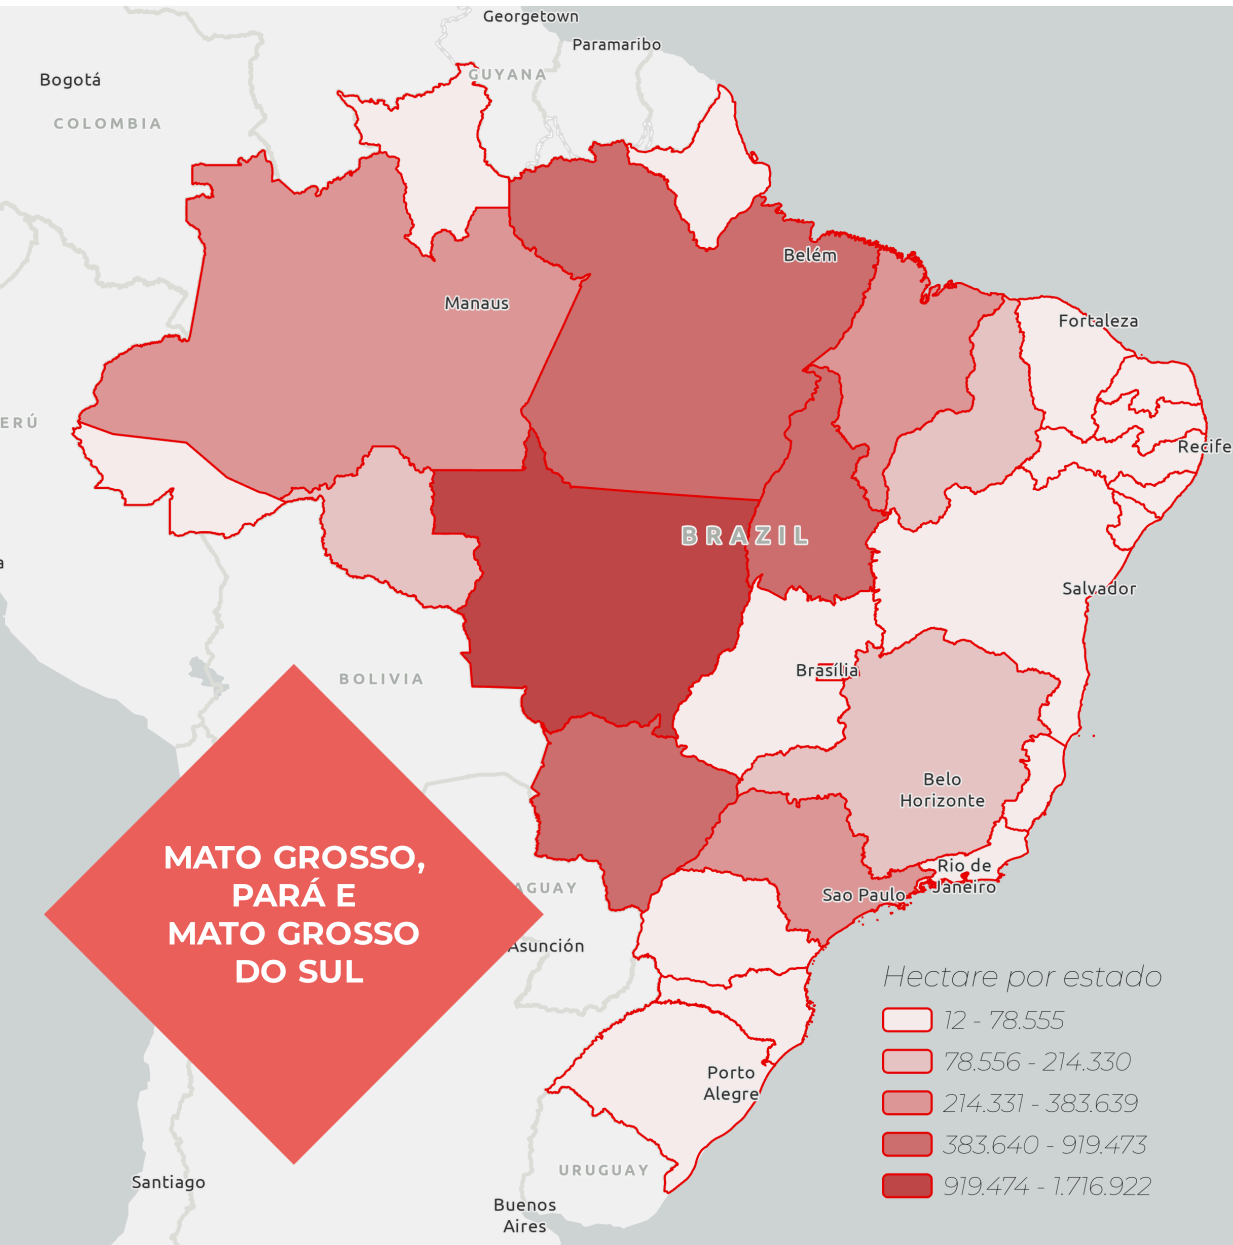 Georgetown
Paramaribo
Bogotá
GUYANA
COLOMBIA
Belém
Manaus
Fortaleza
ERÚ
Recife
BRAZIL
a
Salvador
Brasília
BOLIVIA
Belo
Horizonte
MATO GROSSO,
PARÁ E
MATO GROSSO
DO SUL
Rio de
Janeiro
AGUAY
Sao Paulo
Asunción
Hectare por estado
12 - 78.555
78.556 - 214.330
214.331 - 383.639
383.640 - 919.473
919.474 - 1.716.922
Porto
Alegre
URUGUAY
Santiago
Buenos
Aires